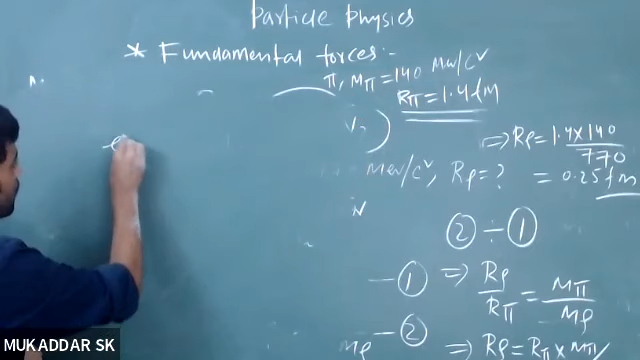 Particle physics
* Fundamental forces:-
π, Mπ = 140 Mev/c²
Rπ = 1.4 fM
⇒ Rρ = 1.4 × 140 / 770
Mev/c², Rρ = ?
= 0.25 fm
② ÷ ①
- ① ⇒ Rρ / Rπ = Mπ / Mρ
Mρ - ② ⇒ Rρ = Rπ × Mπ /
MUKADDAR SK